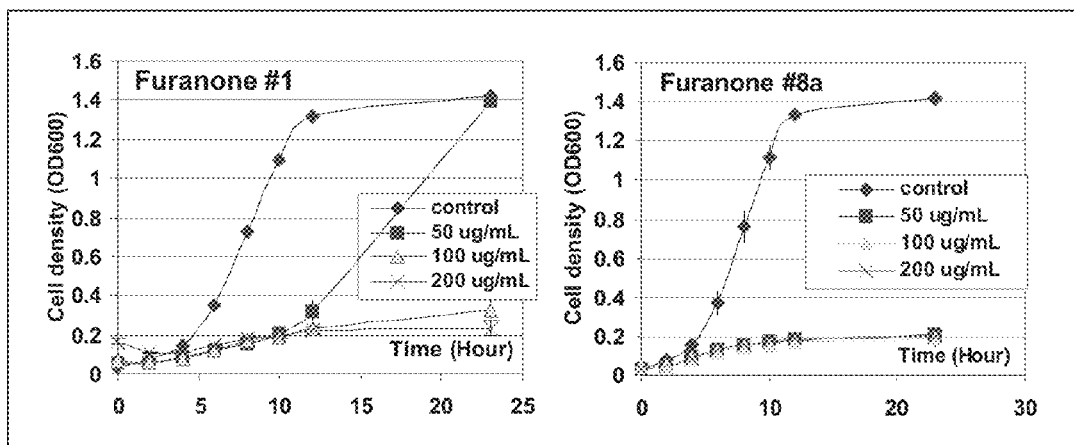 Furanone #1
Cell density (OD600)
1.6
1.4
1.2
1
0.8
0.6
0.4
0.2
0
control
50 ug/mL
100 ug/mL
200 ug/mL
Time (Hour)
0
5
10
15
20
25
Furanone #8a
Cell density (OD600)
1.6
1.4
1.2
1
0.8
0.6
0.4
0.2
0
control
50 ug/mL
100 ug/mL
200 ug/mL
Time (Hour)
0
10
20
30